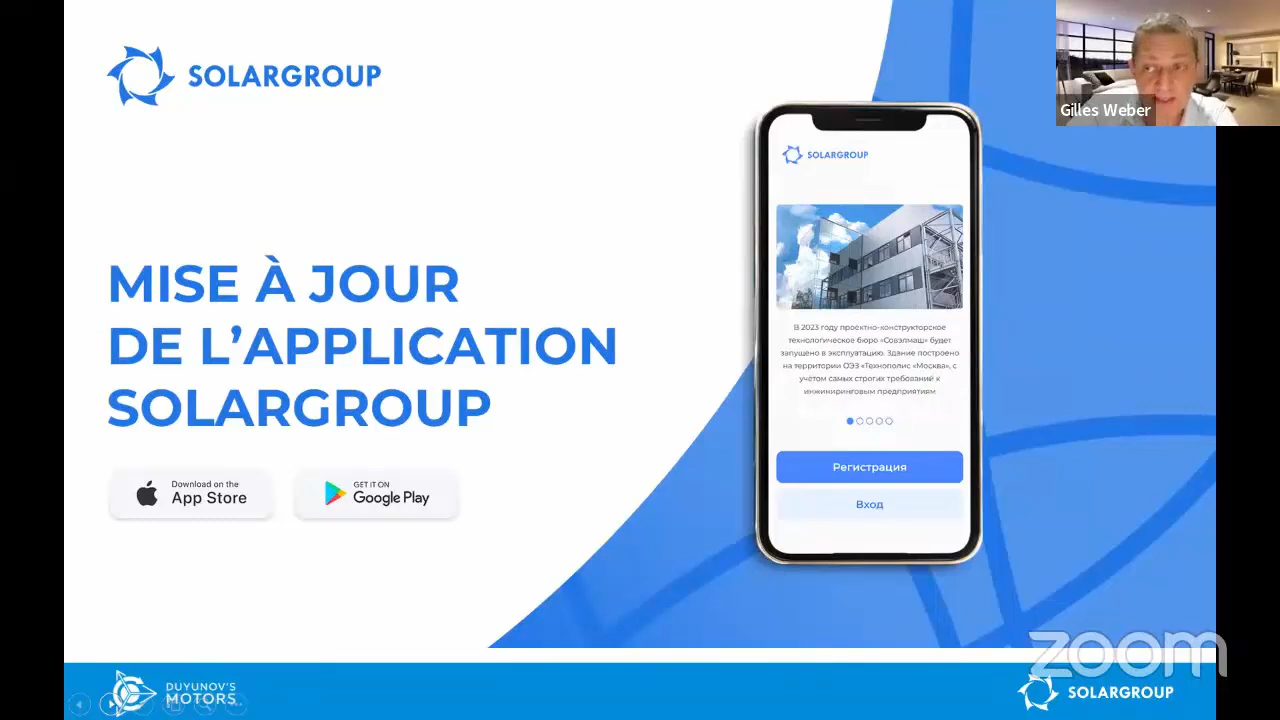 SOLARGROUP
Gilles Weber
SOLARGROUP
MISE À JOUR
DE L’APPLICATION
SOLARGROUP
Download on the
App Store
GET IT ON
Google Play
В 2023 году проектно-конструкторское
технологическое бюро «Совэлмаш» будет
запущено в эксплуатацию. Здание построено
на территории ОЭЗ «Технополис «Москва», с
учётом самых строгих требований к
инжиниринговым предприятиям
Регистрация
Вход
zoom
DUYUNOV'S
MOTORS
SOLARGROUP